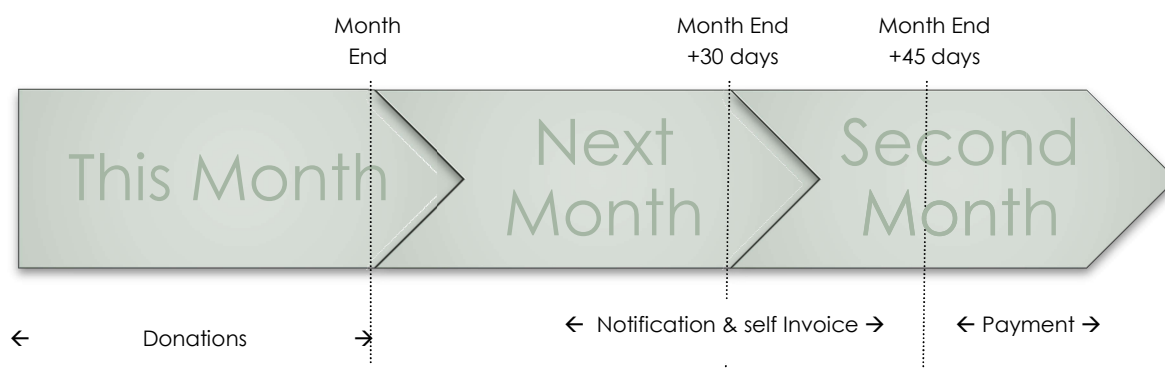 Month
End
Month End
+30 days
Month End
+45 days
This Month
Next
Month
Second
Month
← Donations →
← Notification & self Invoice →
← Payment →